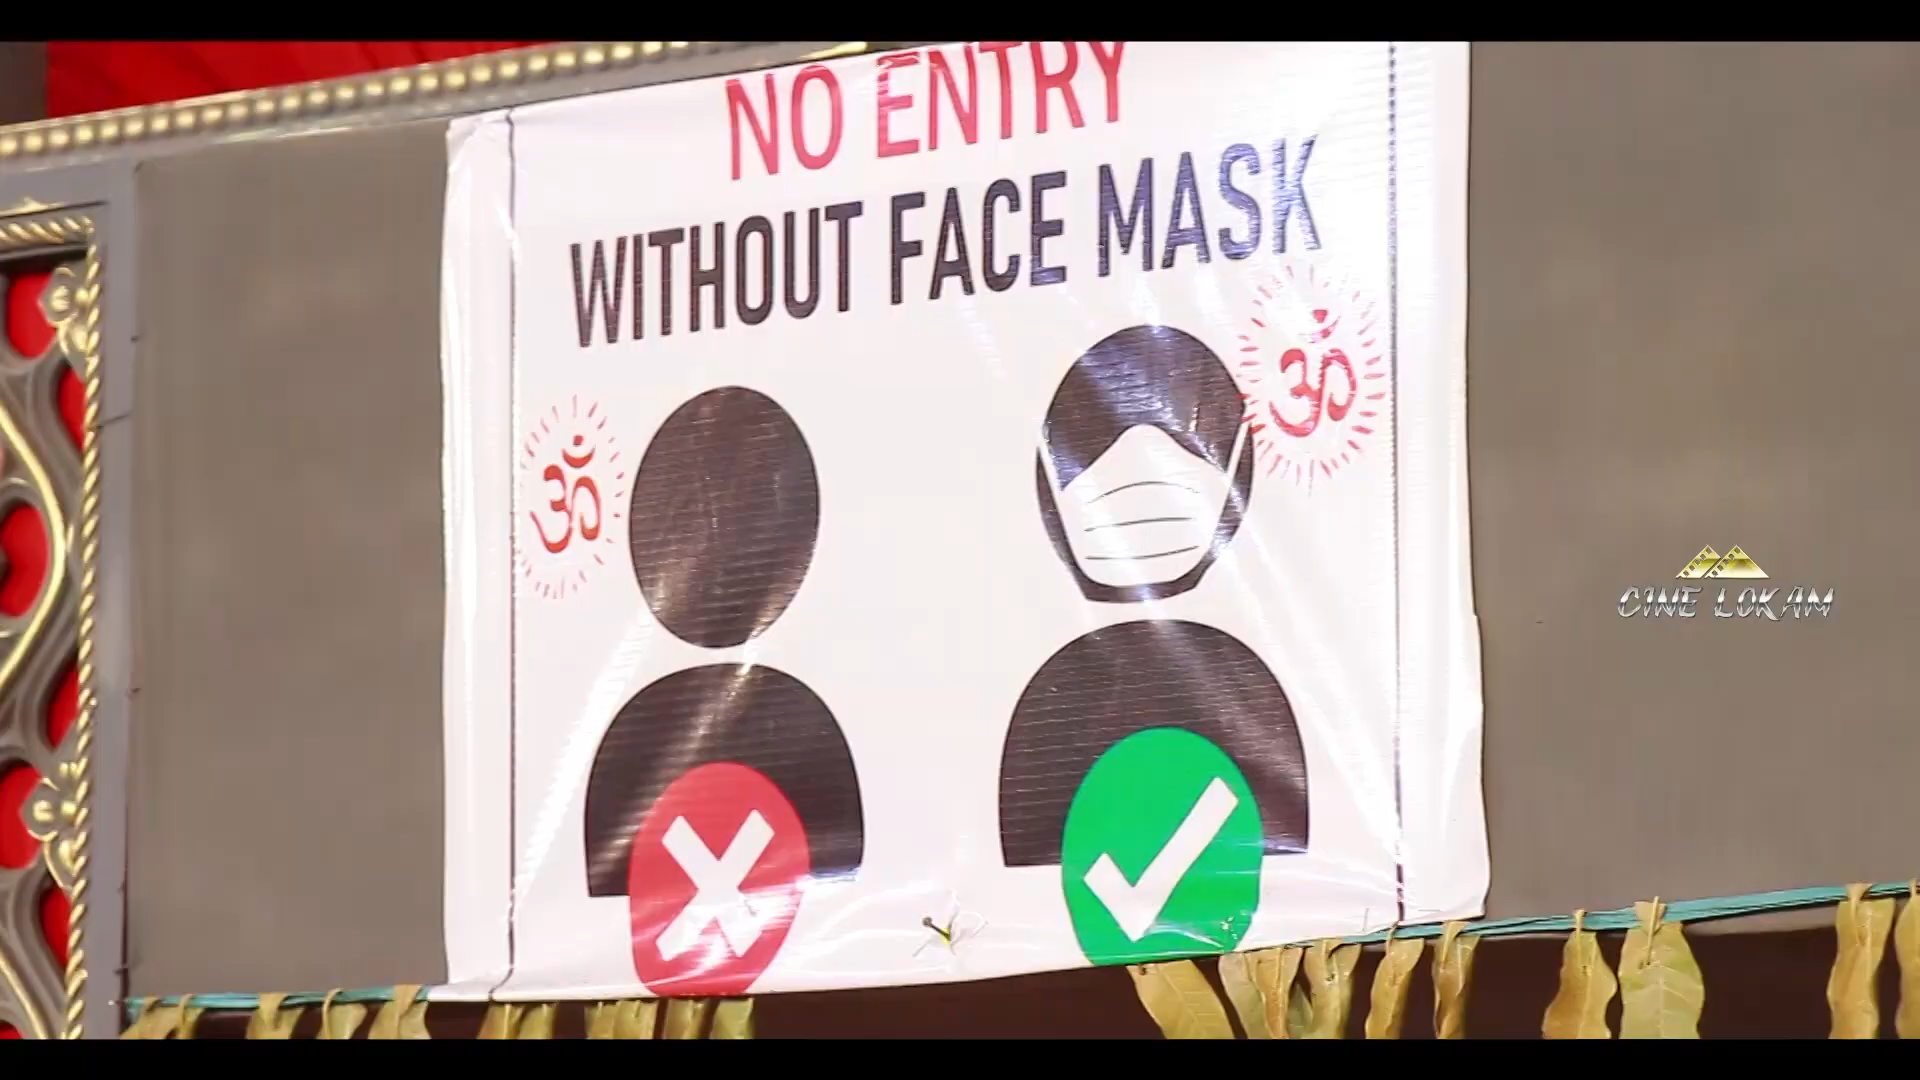 NO ENTRY
WITHOUT FACE MASK
ॐ
ॐ
CINE LOKAM